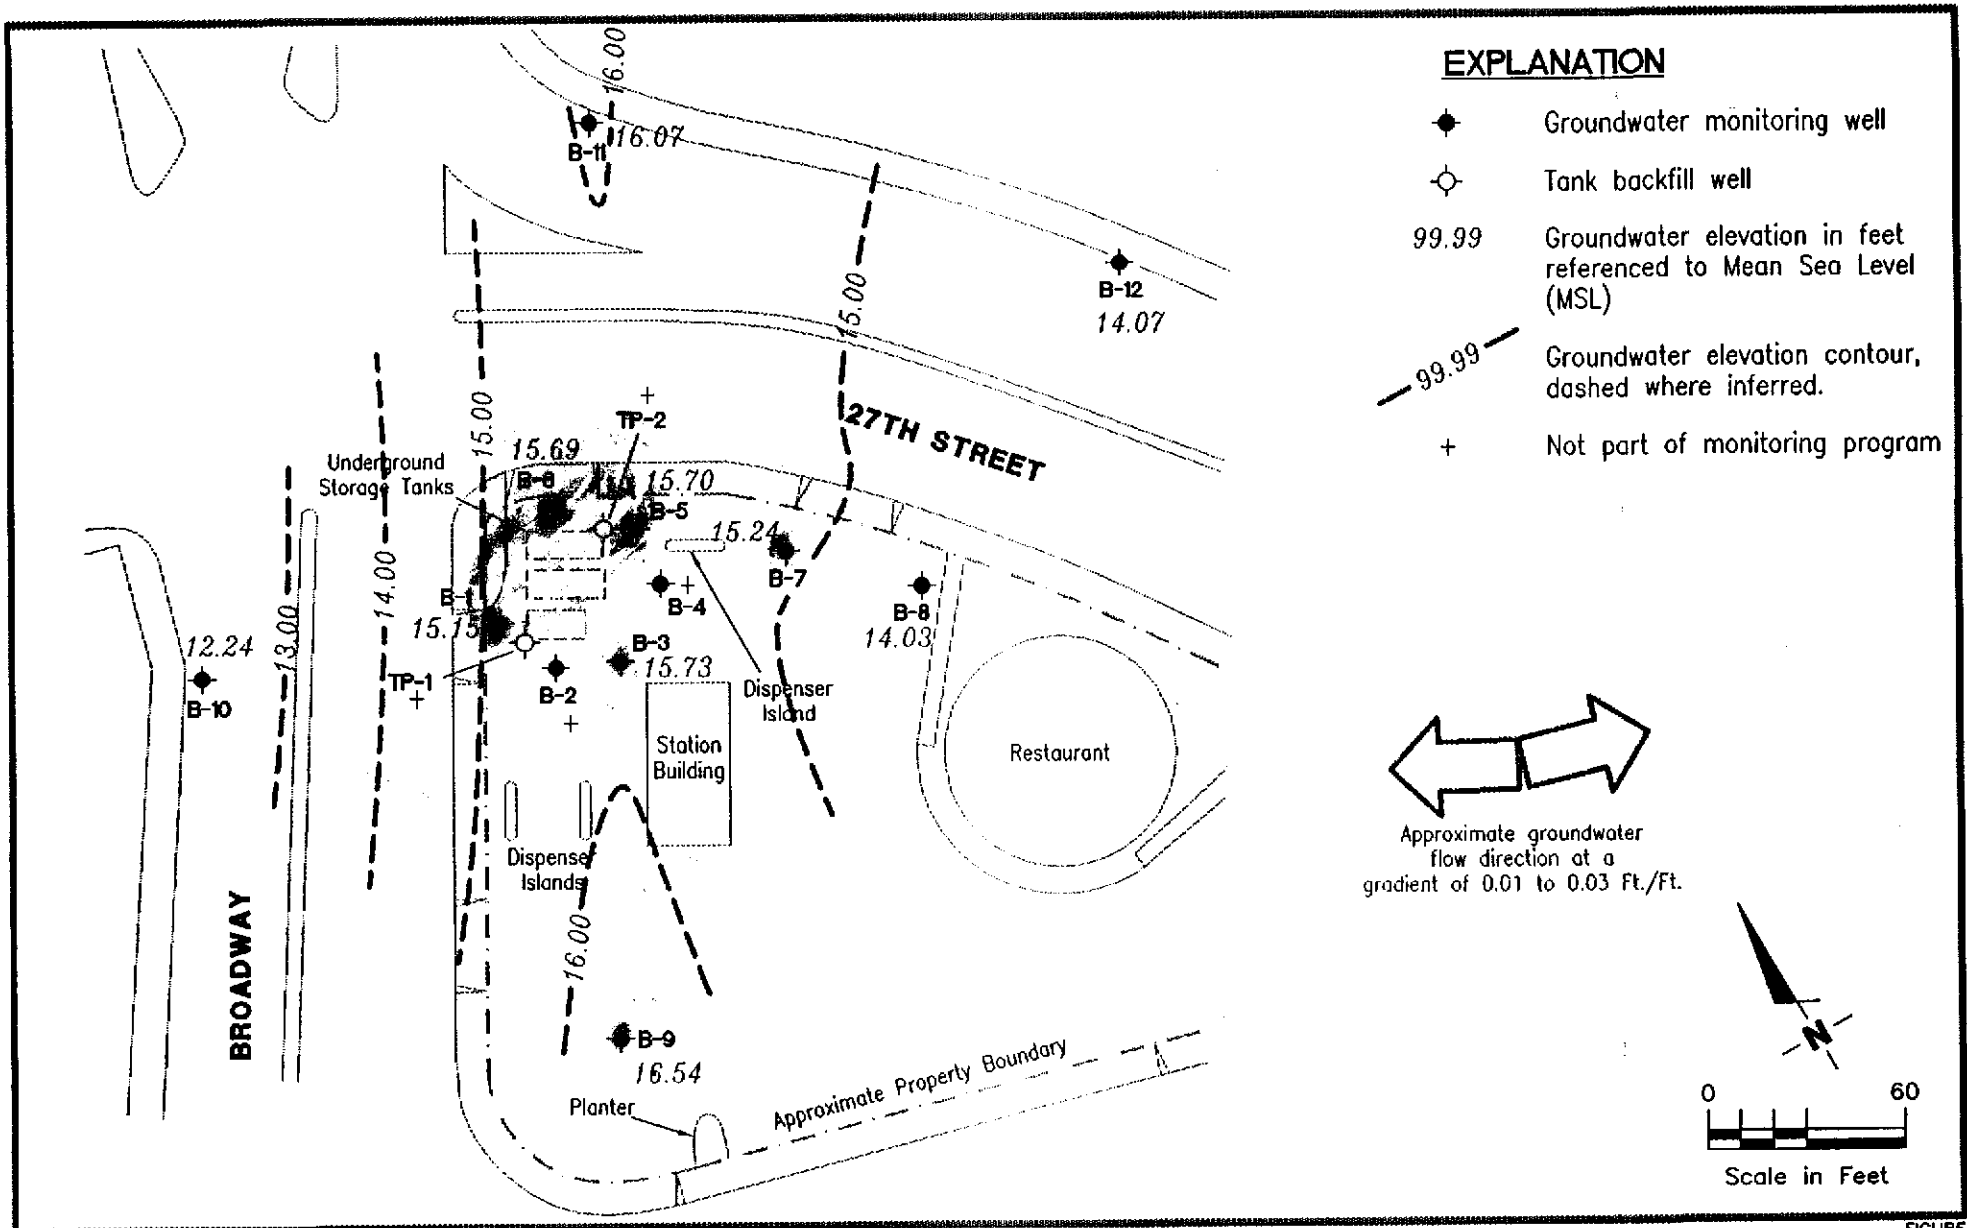 EXPLANATION
Groundwater monitoring well
Tank backfill well
99.99
Groundwater elevation in feet
referenced to Mean Sea Level
(MSL)
99.99
Groundwater elevation contour,
dashed where inferred.
+ Not part of monitoring program
16.00
B-11
16.07
15.00
B-12
14.07
27TH STREET
15.00
TP-2
15.69
B-6
Underground
Storage Tanks
15.70
B-5
15.24
B-7
B-4
B-8
14.03
14.00
B-1
15.15
B-3
15.73
12.24
B-10
13.00
TP-1
B-2
Dispenser
Island
Station
Building
Restaurant
Dispenser
Islands
16.00
BROADWAY
B-9
16.54
Planter
Approximate Property Boundary
Approximate groundwater
flow direction at a
gradient of 0.01 to 0.03 Ft./Ft.
N
0 60
Scale in Feet
FIGURE